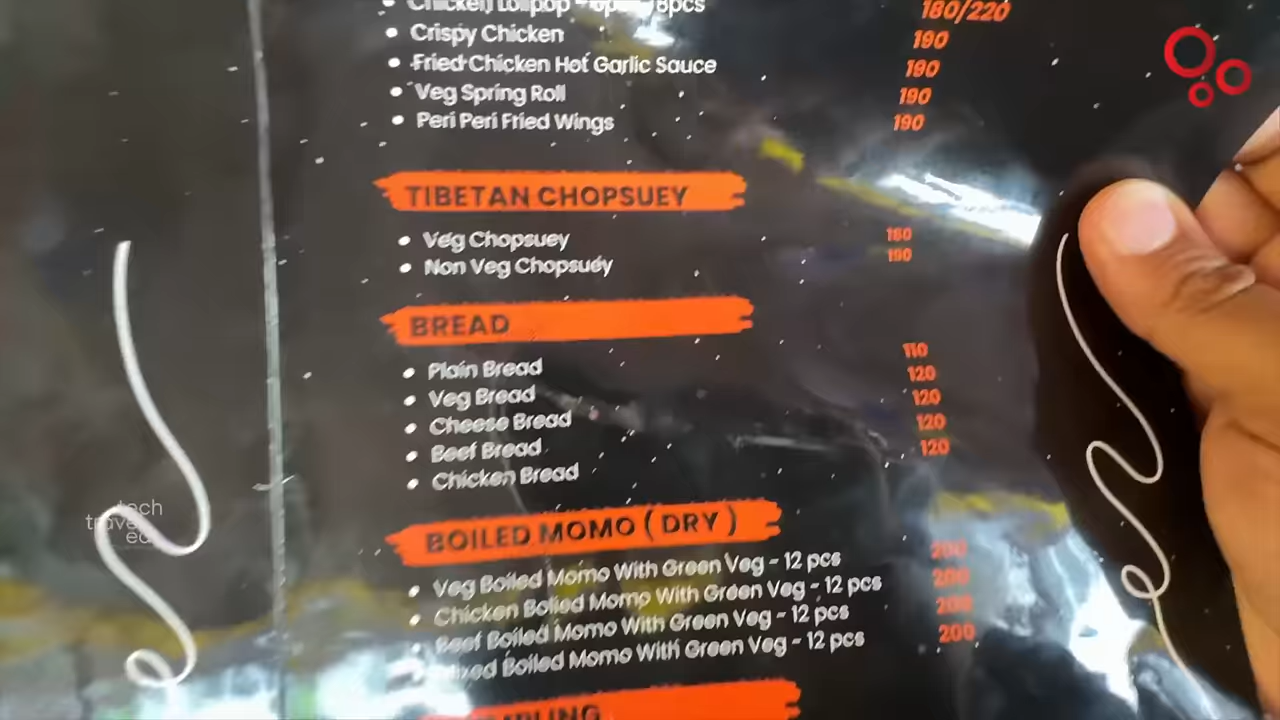 Chicken Lollipop - 8pcs 180/220
Crispy Chicken 190
Fried Chicken Hot Garlic Sauce 190
Veg Spring Roll 190
Peri Peri Fried Wings 190
TIBETAN CHOPSUEY
Veg Chopsuey 180
Non Veg Chopsuey 190
BREAD
Plain Bread 110
Veg Bread 120
Cheese Bread 120
Beef Bread 120
Chicken Bread 120
BOILED MOMO ( DRY )
Veg Boiled Momo With Green Veg - 12 pcs 200
Chicken Boiled Momo With Green Veg - 12 pcs 200
Beef Boiled Momo With Green Veg - 12 pcs 200
Mixed Boiled Momo With Green Veg - 12 pcs 200
tech
travel
eat